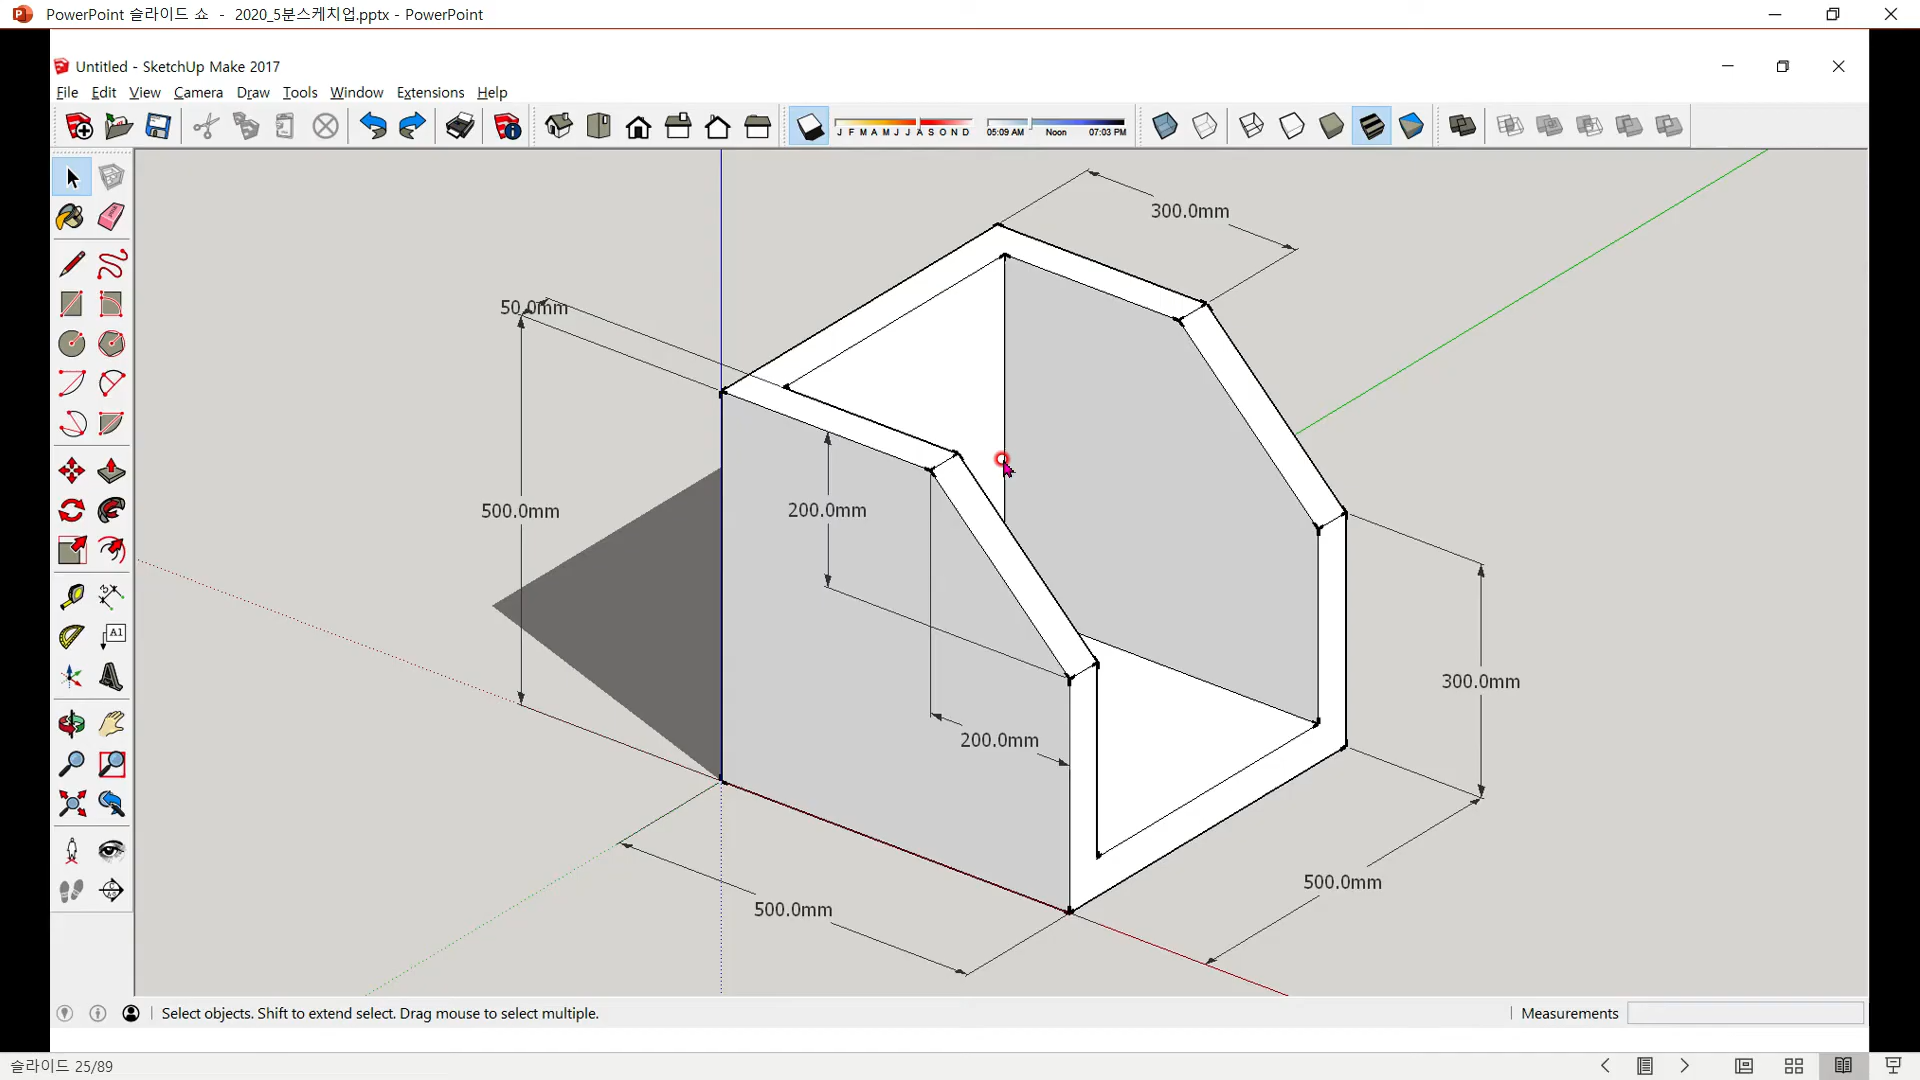 PowerPoint 슬라이드 쇼 - 2020_5분스케치업.pptx - PowerPoint
Untitled - SketchUp Make 2017
File Edit View Camera Draw Tools Window Extensions Help
J F M A M J J A S O N D 05:09 AM Noon 07:03 PM
300.0mm
50.0mm
500.0mm
200.0mm
A1
300.0mm
200.0mm
500.0mm
500.0mm
Select objects. Shift to extend select. Drag mouse to select multiple.
Measurements
슬라이드 25/89